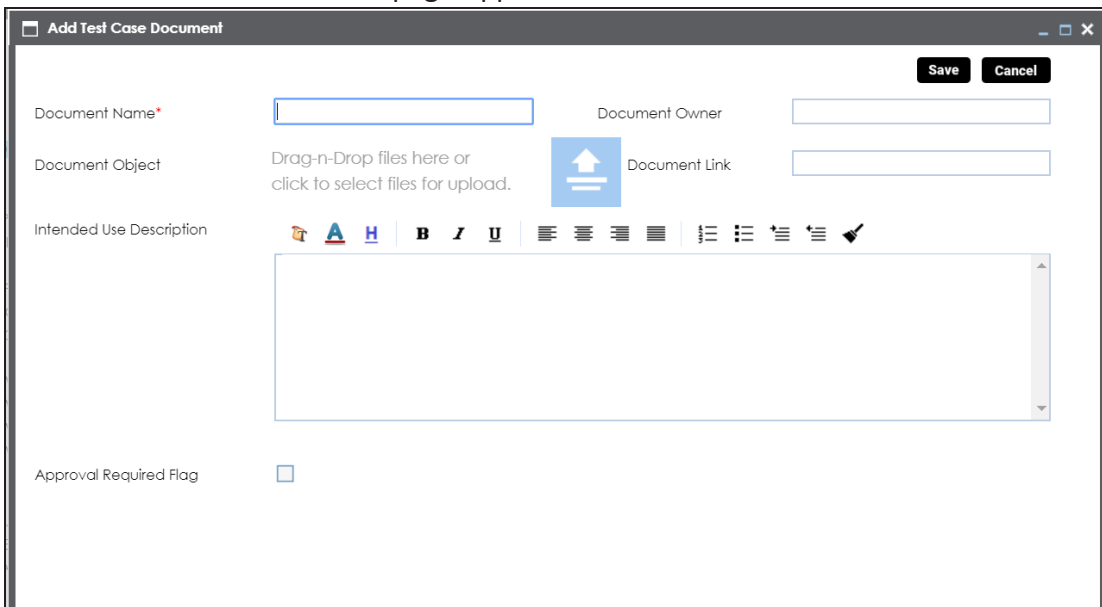 Add Test Case Document
Save Cancel
Document Name* Document Owner
Document Object Drag-n-Drop files here or
click to select files for upload. Document Link
Intended Use Description A H B I U
Approval Required Flag